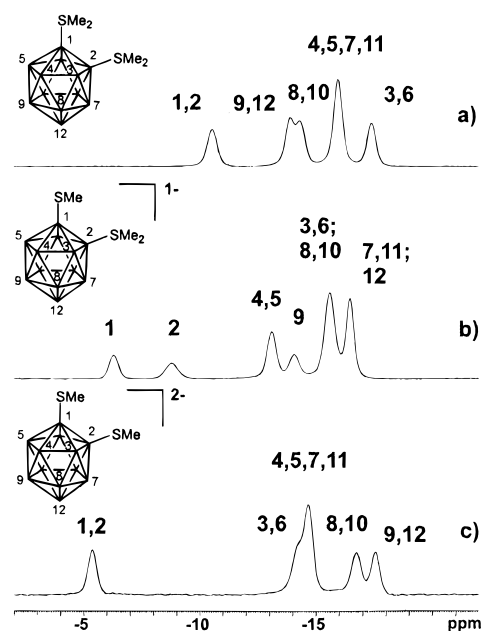 SMe2
1
5 2 SMe2
4 3
9 8 7
12
4,5,7,11
1,2 9,12 8,10 3,6
a)
1-
SMe
1
5 2 SMe2
4 3
9 8 7
12
3,6;
8,10 7,11;
12
4,5
1 2 9
b)
2-
SMe
1
5 2 SMe
4 3
9 8 7
12
4,5,7,11
1,2 3,6 8,10 9,12
c)
-5 -10 -15 ppm